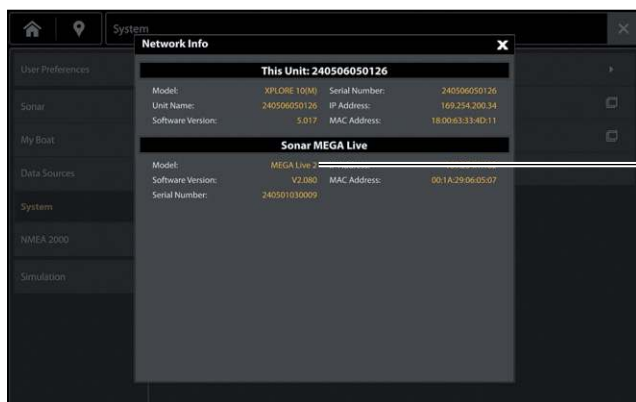 System
Network Info
User Preferences
This Unit: 240506050126
Model: XPLORE 10(M) Serial Number: 240506050126
Sonar
Unit Name: 240506050126 IP Address: 169.254.200.34
Software Version: 5.017 MAC Address: 18:00:63:33:4D:11
My Boat
Sonar MEGA Live
Model: MEGA Live 2
Data Sources
Software Version: V2.080 MAC Address: 00:1A:29:06:05:07
Serial Number: 240501030009
System
NMEA 2000
Simulation